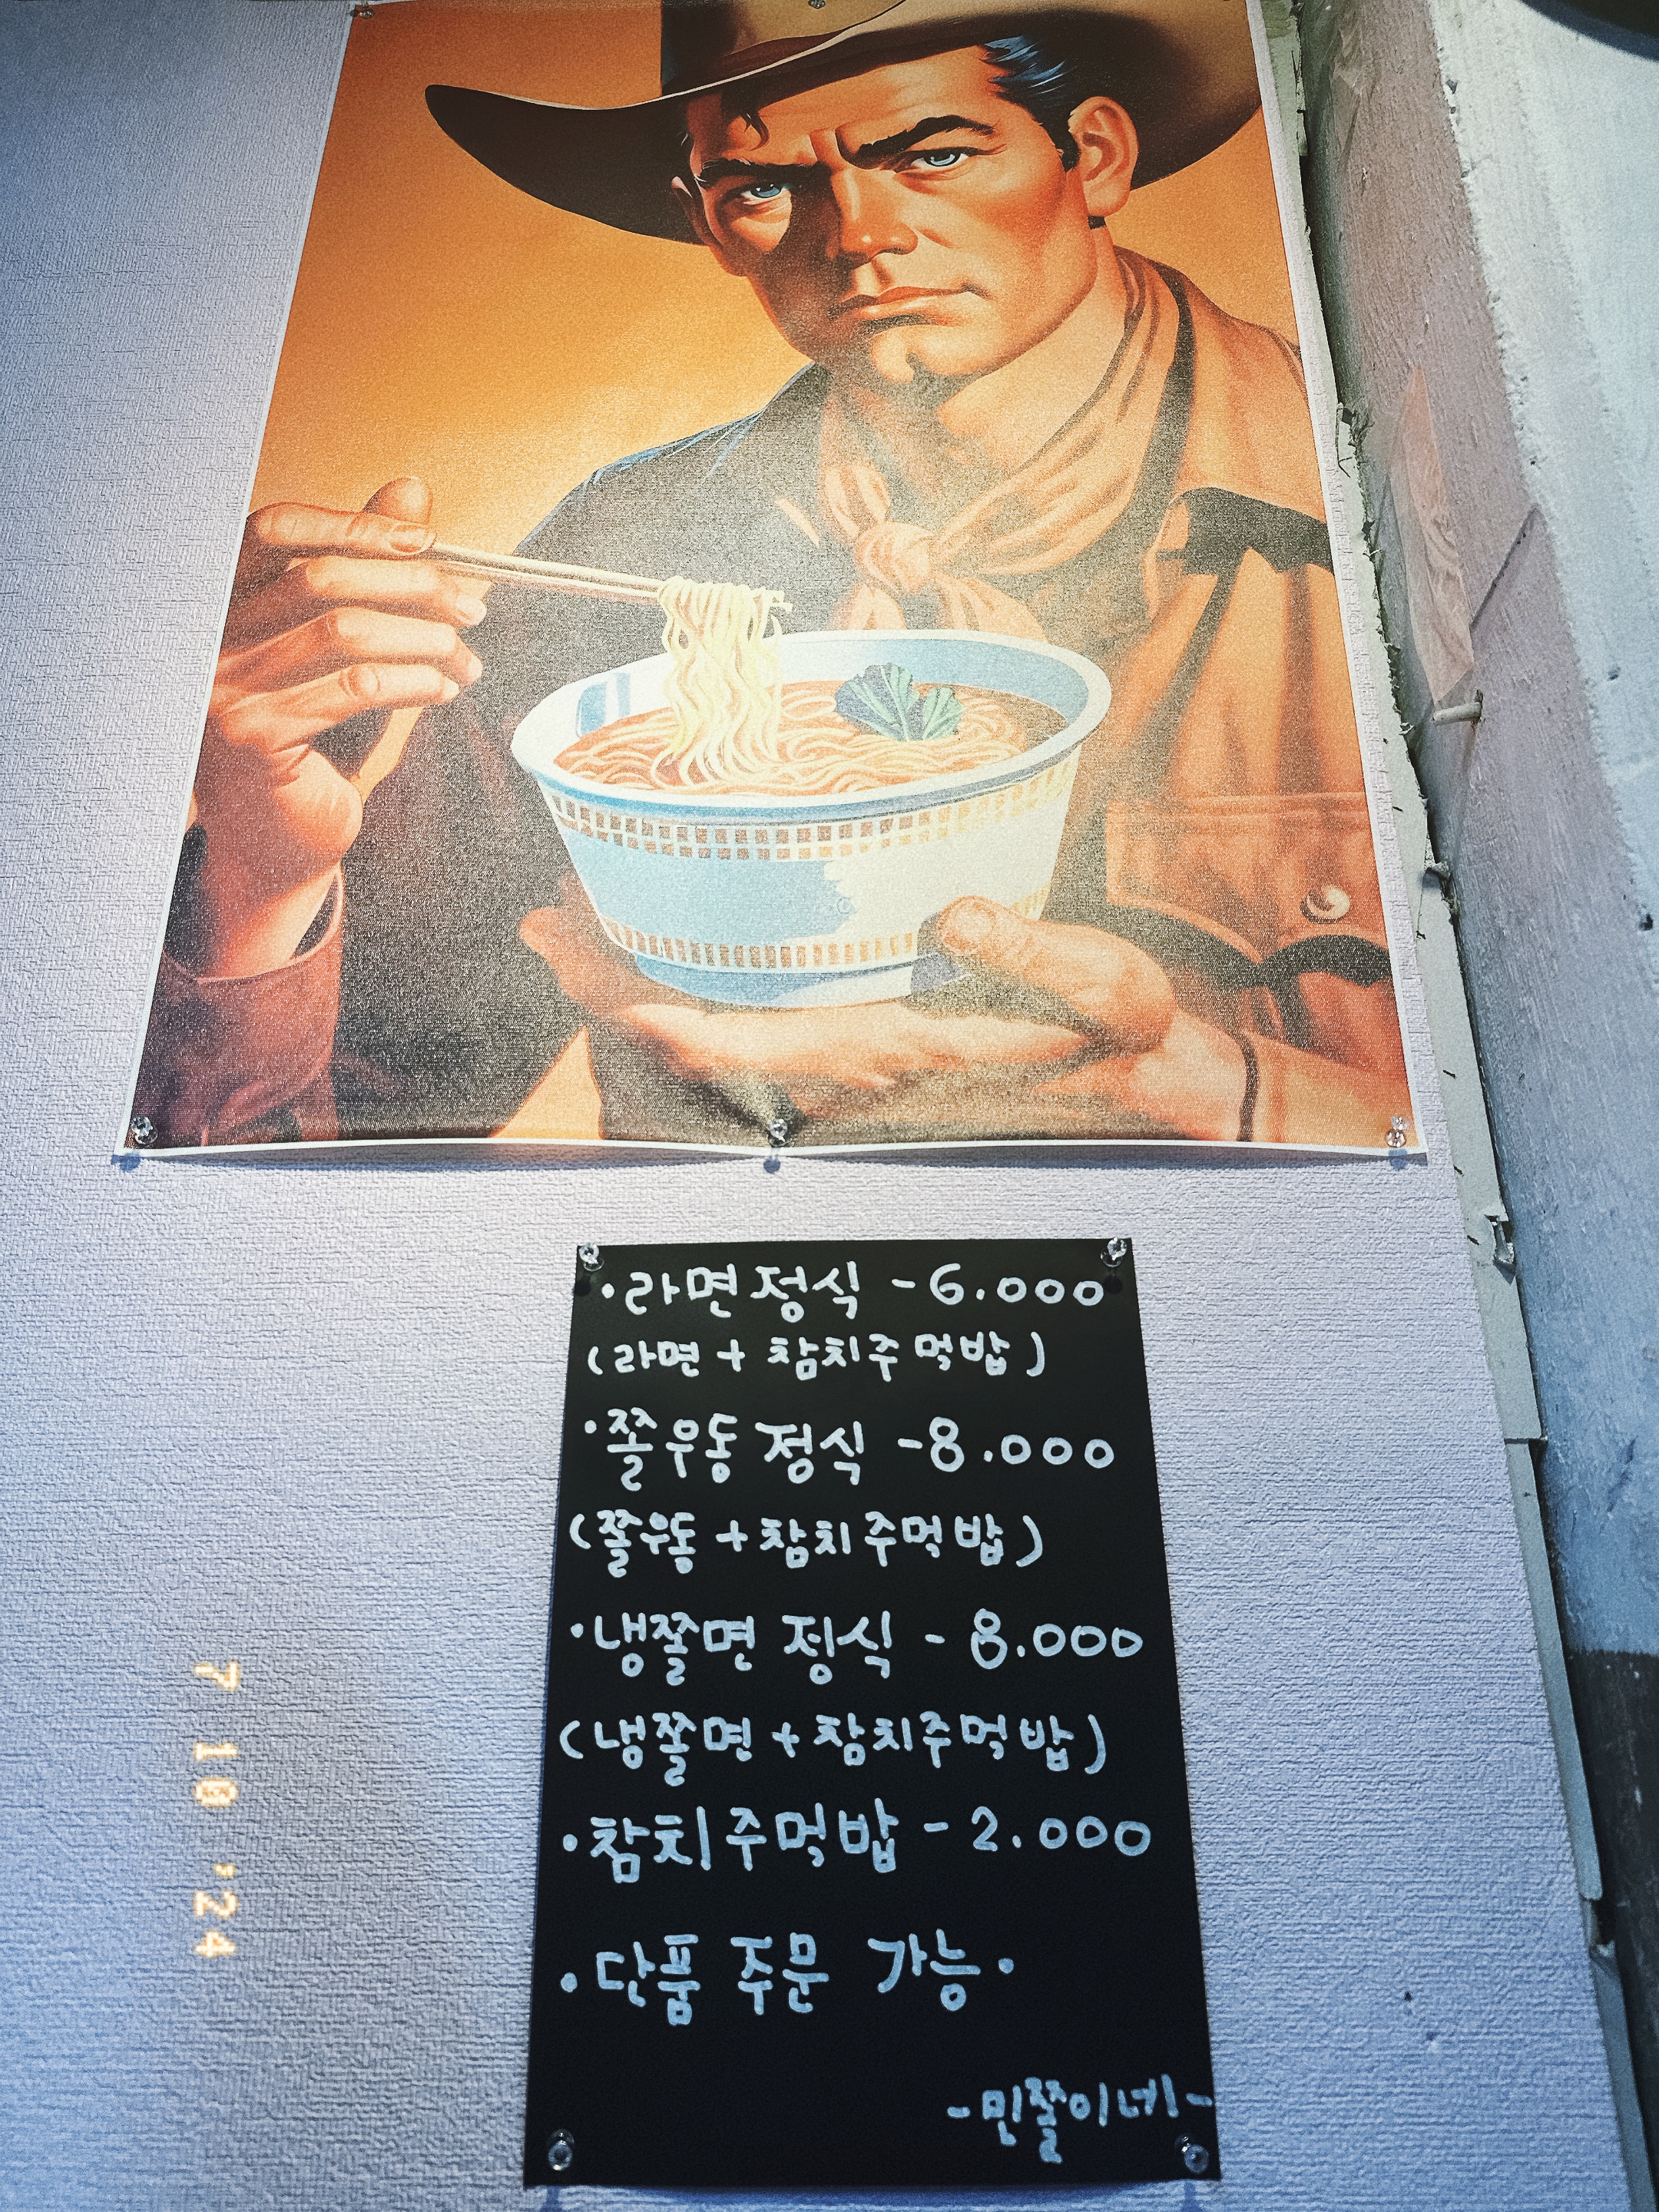 ·라면정식 -6.000
(라면+참치주먹밥)
·쫄우동 정식 -8.000
(쫄우동+참치주먹밥)
·냉쫄면 정식 - 8.000
(냉쫄면+참치주먹밥)
·참치주먹밥 - 2.000
·단품 주문 가능·
-민쫄이네-
7 10 '24